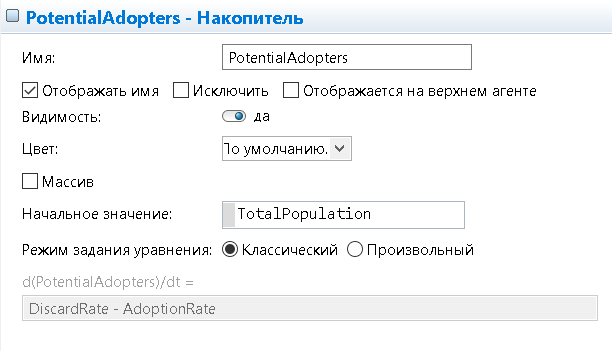 PotentialAdopters - Накопитель
Имя: PotentialAdopters
Отображать имя Исключить Отображается на верхнем агенте
Видимость: да
Цвет: По умолчанию.
Массив
Начальное значение: TotalPopulation
Режим задания уравнения: Классический Произвольный
d(PotentialAdopters)/dt =
DiscardRate - AdoptionRate